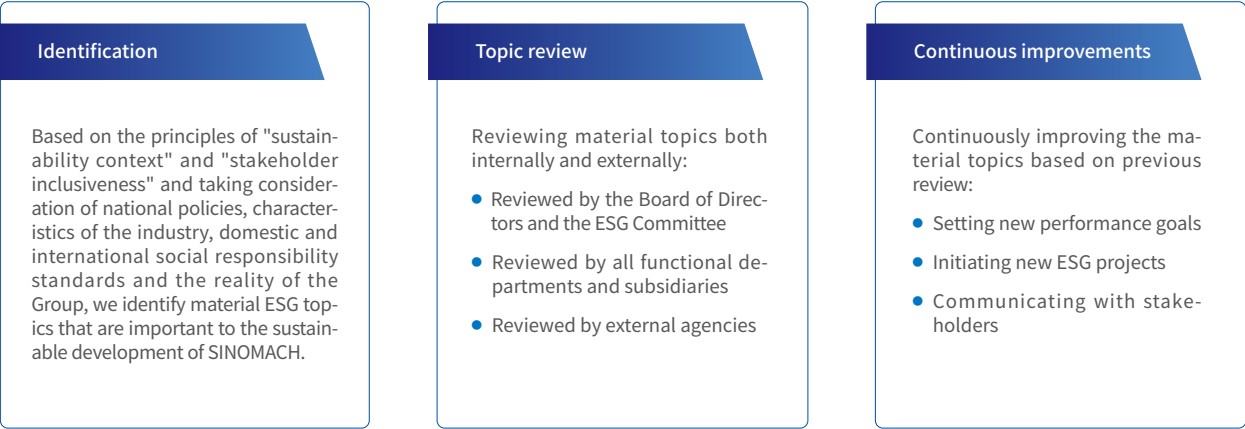 Identification
Based on the principles of "sustain-
ability context" and "stakeholder
inclusiveness" and taking consider-
ation of national policies, character-
istics of the industry, domestic and
international social responsibility
standards and the reality of the
Group, we identify material ESG top-
ics that are important to the sustain-
able development of SINOMACH.
Topic review
Reviewing material topics both
internally and externally:
● Reviewed by the Board of Direc-
tors and the ESG Committee
● Reviewed by all functional de-
partments and subsidiaries
● Reviewed by external agencies
Continuous improvements
Continuously improving the ma-
terial topics based on previous
review:
● Setting new performance goals
● Initiating new ESG projects
● Communicating with stake-
holders